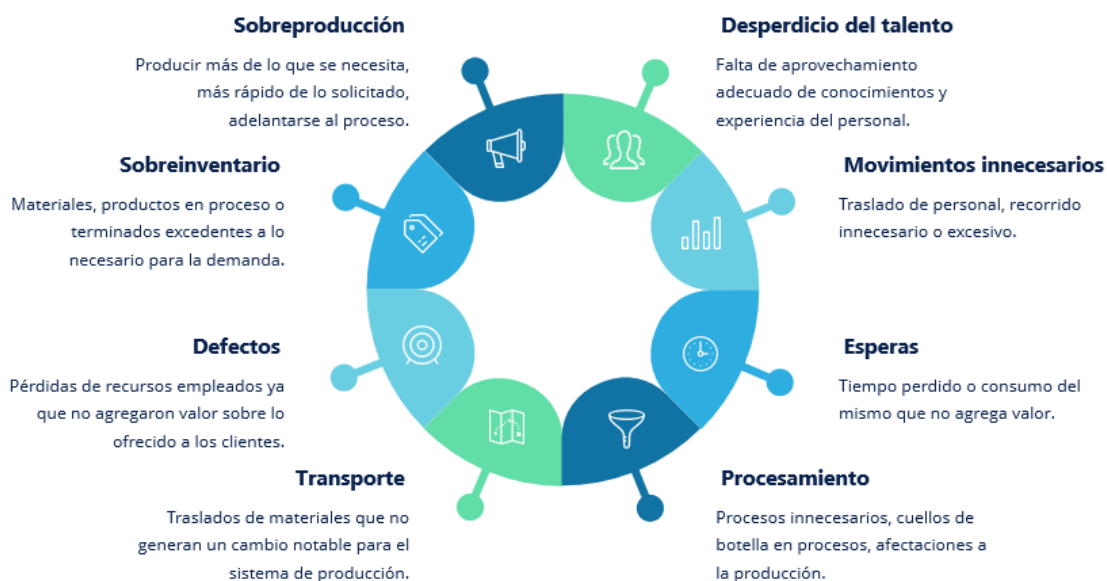 Sobreproducción
Producir más de lo que se necesita,
más rápido de lo solicitado,
adelantarse al proceso.
Sobreinventario
Materiales, productos en proceso o
terminados excedentes a lo
necesario para la demanda.
Defectos
Pérdidas de recursos empleados ya
que no agregaron valor sobre lo
ofrecido a los clientes.
Transporte
Traslados de materiales que no
generan un cambio notable para el
sistema de producción.
Desperdicio del talento
Falta de aprovechamiento
adecuado de conocimientos y
experiencia del personal.
Movimientos innecesarios
Traslado de personal, recorrido
innecesario o excesivo.
Esperas
Tiempo perdido o consumo del
mismo que no agrega valor.
Procesamiento
Procesos innecesarios, cuellos de
botella en procesos, afectaciones a
la producción.